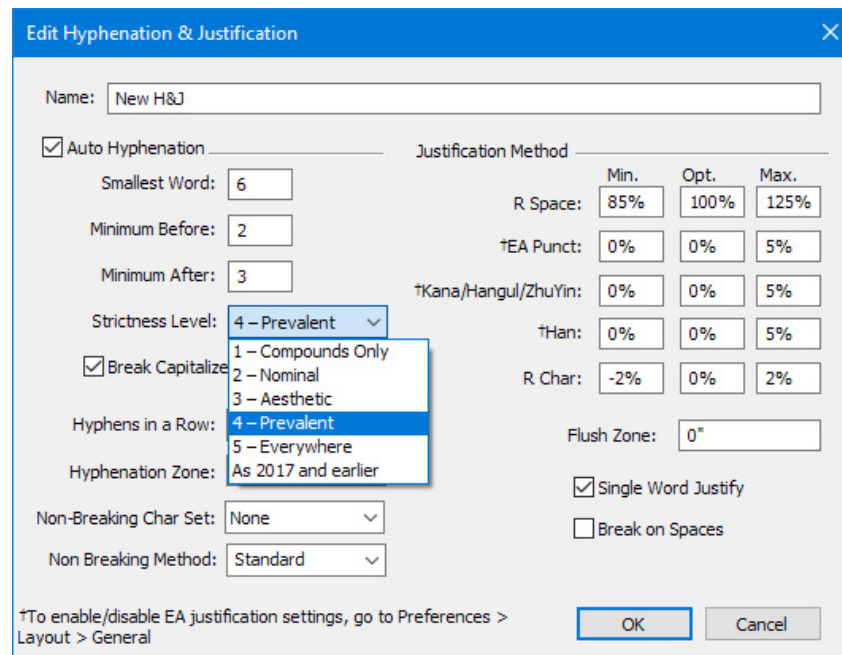 Edit Hyphenation & Justification
Name: New H&J
Auto Hyphenation
Smallest Word: 6
Minimum Before: 2
Minimum After: 3
Strictness Level: 4 – Prevalent
1 – Compounds Only
2 – Nominal
3 – Aesthetic
4 – Prevalent
5 – Everywhere
As 2017 and earlier
Break Capitalize
Hyphens in a Row:
Hyphenation Zone:
Non-Breaking Char Set: None
Non Breaking Method: Standard
Justification Method
Min. Opt. Max.
R Space: 85% 100% 125%
†EA Punct: 0% 0% 5%
†Kana/Hangul/ZhuYin: 0% 0% 5%
†Han: 0% 0% 5%
R Char: -2% 0% 2%
Flush Zone: 0"
Single Word Justify
Break on Spaces
†To enable/disable EA justification settings, go to Preferences >
Layout > General
OK Cancel